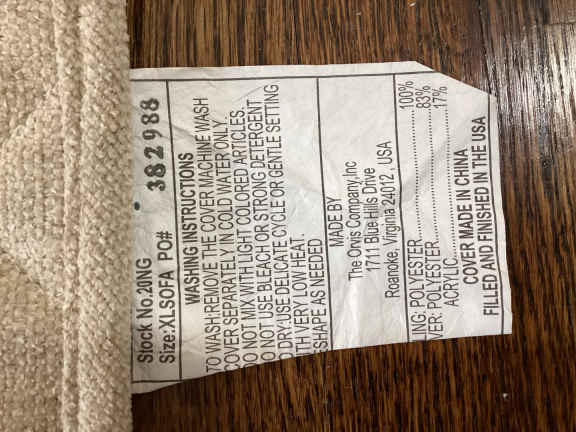 Stock No.20NG
Size:XLSOFA PO# 382988
WASHING INSTRUCTIONS
TO WASH:REMOVE THE COVER MACHINE WASH
COVER SEPARATELY IN COLD WATER ONLY.
DO NOT MIX WITH LIGHT COLORED ARTICLES.
DO NOT USE BLEACH OR STRONG DETERGENT
O DRY:USE DELICATE CYCLE OR GENTLE SETTING
ITH VERY LOW HEAT.
ESHAPE AS NEEDED
MADE BY
The Orvis Company,Inc
1711 Blue Hills Drive
Roanoke, Virginia 24012 , USA
ING: POLYESTER..................100%
VER: POLYESTER..................83%
ACRYLIC..................17%
COVER MADE IN CHINA
FILLED AND FINISHED IN THE USA